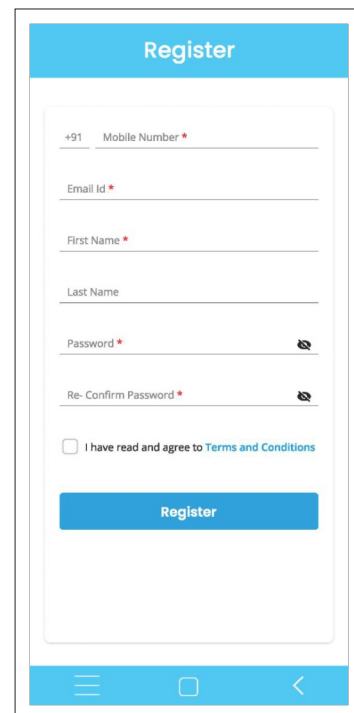 Register
+91 Mobile Number *
Email Id *
First Name *
Last Name
Password *
Re- Confirm Password *
I have read and agree to Terms and Conditions
Register